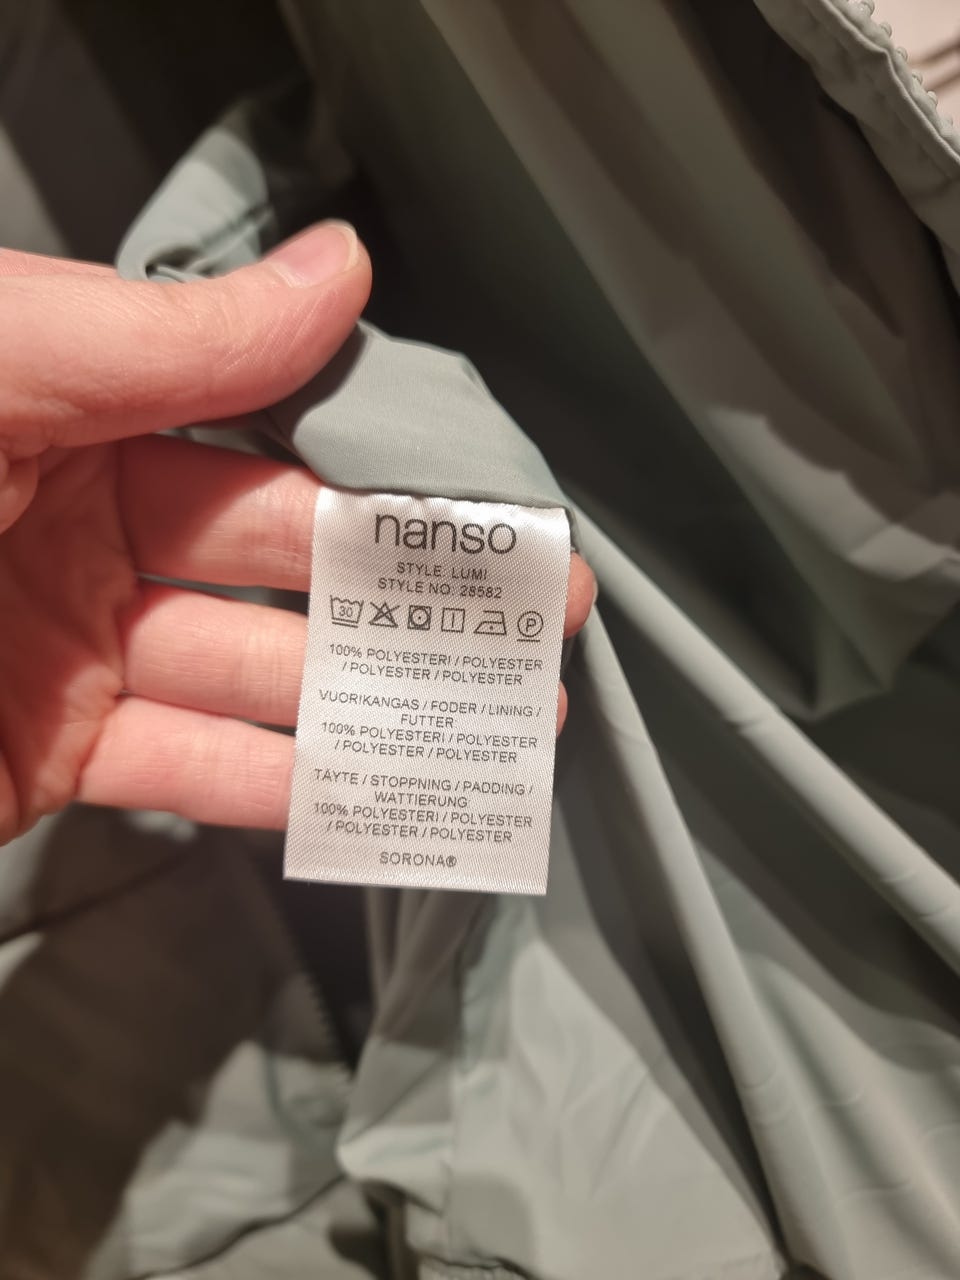 nanso
STYLE. LUMI
STYLE NO: 28582
30 P
100% POLYESTERI / POLYESTER
/ POLYESTER / POLYESTER
VUORIKANGAS / FODER / LINING /
FUTTER
100% POLYESTERI / POLYESTER
/ POLYESTER / POLYESTER
TÄYTE / STOPPNING / PADDING /
WATTIERUNG
100% POLYESTERI / POLYESTER
/ POLYESTER / POLYESTER
SORONA®